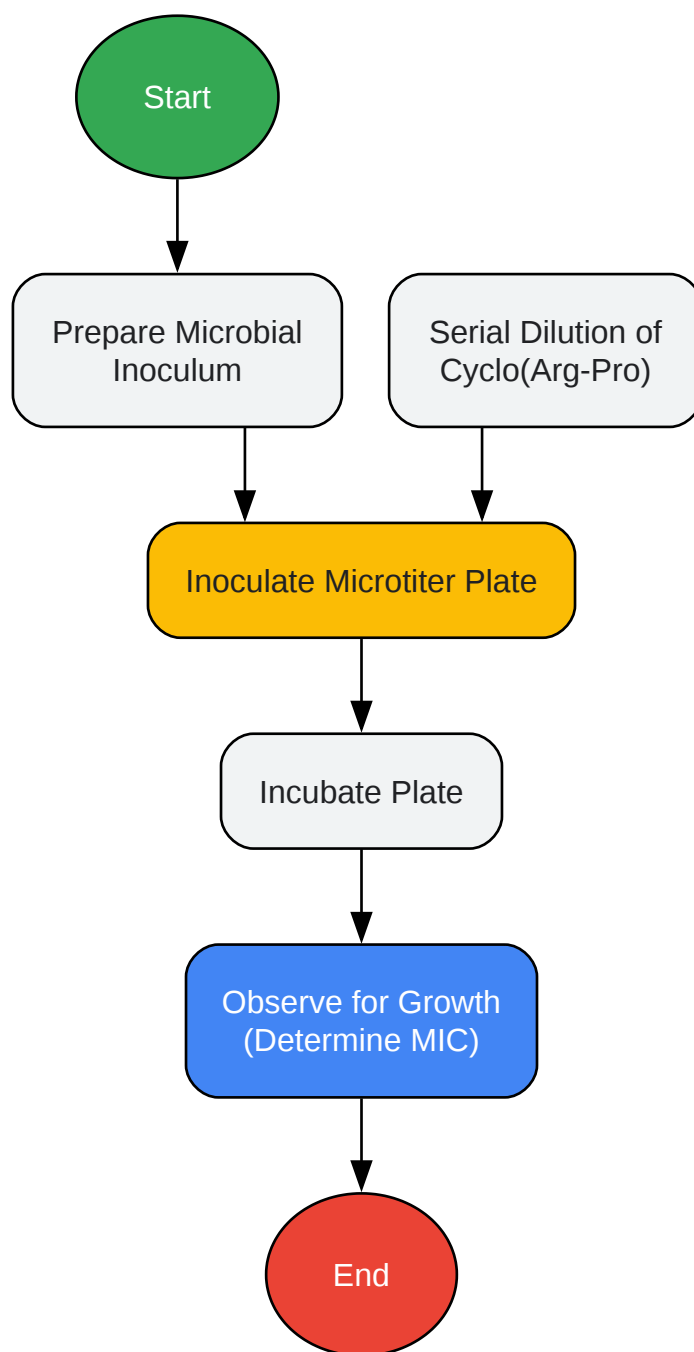 Start
Prepare Microbial
Inoculum
Serial Dilution of
Cyclo(Arg-Pro)
Inoculate Microtiter Plate
Incubate Plate
Observe for Growth
(Determine MIC)
End